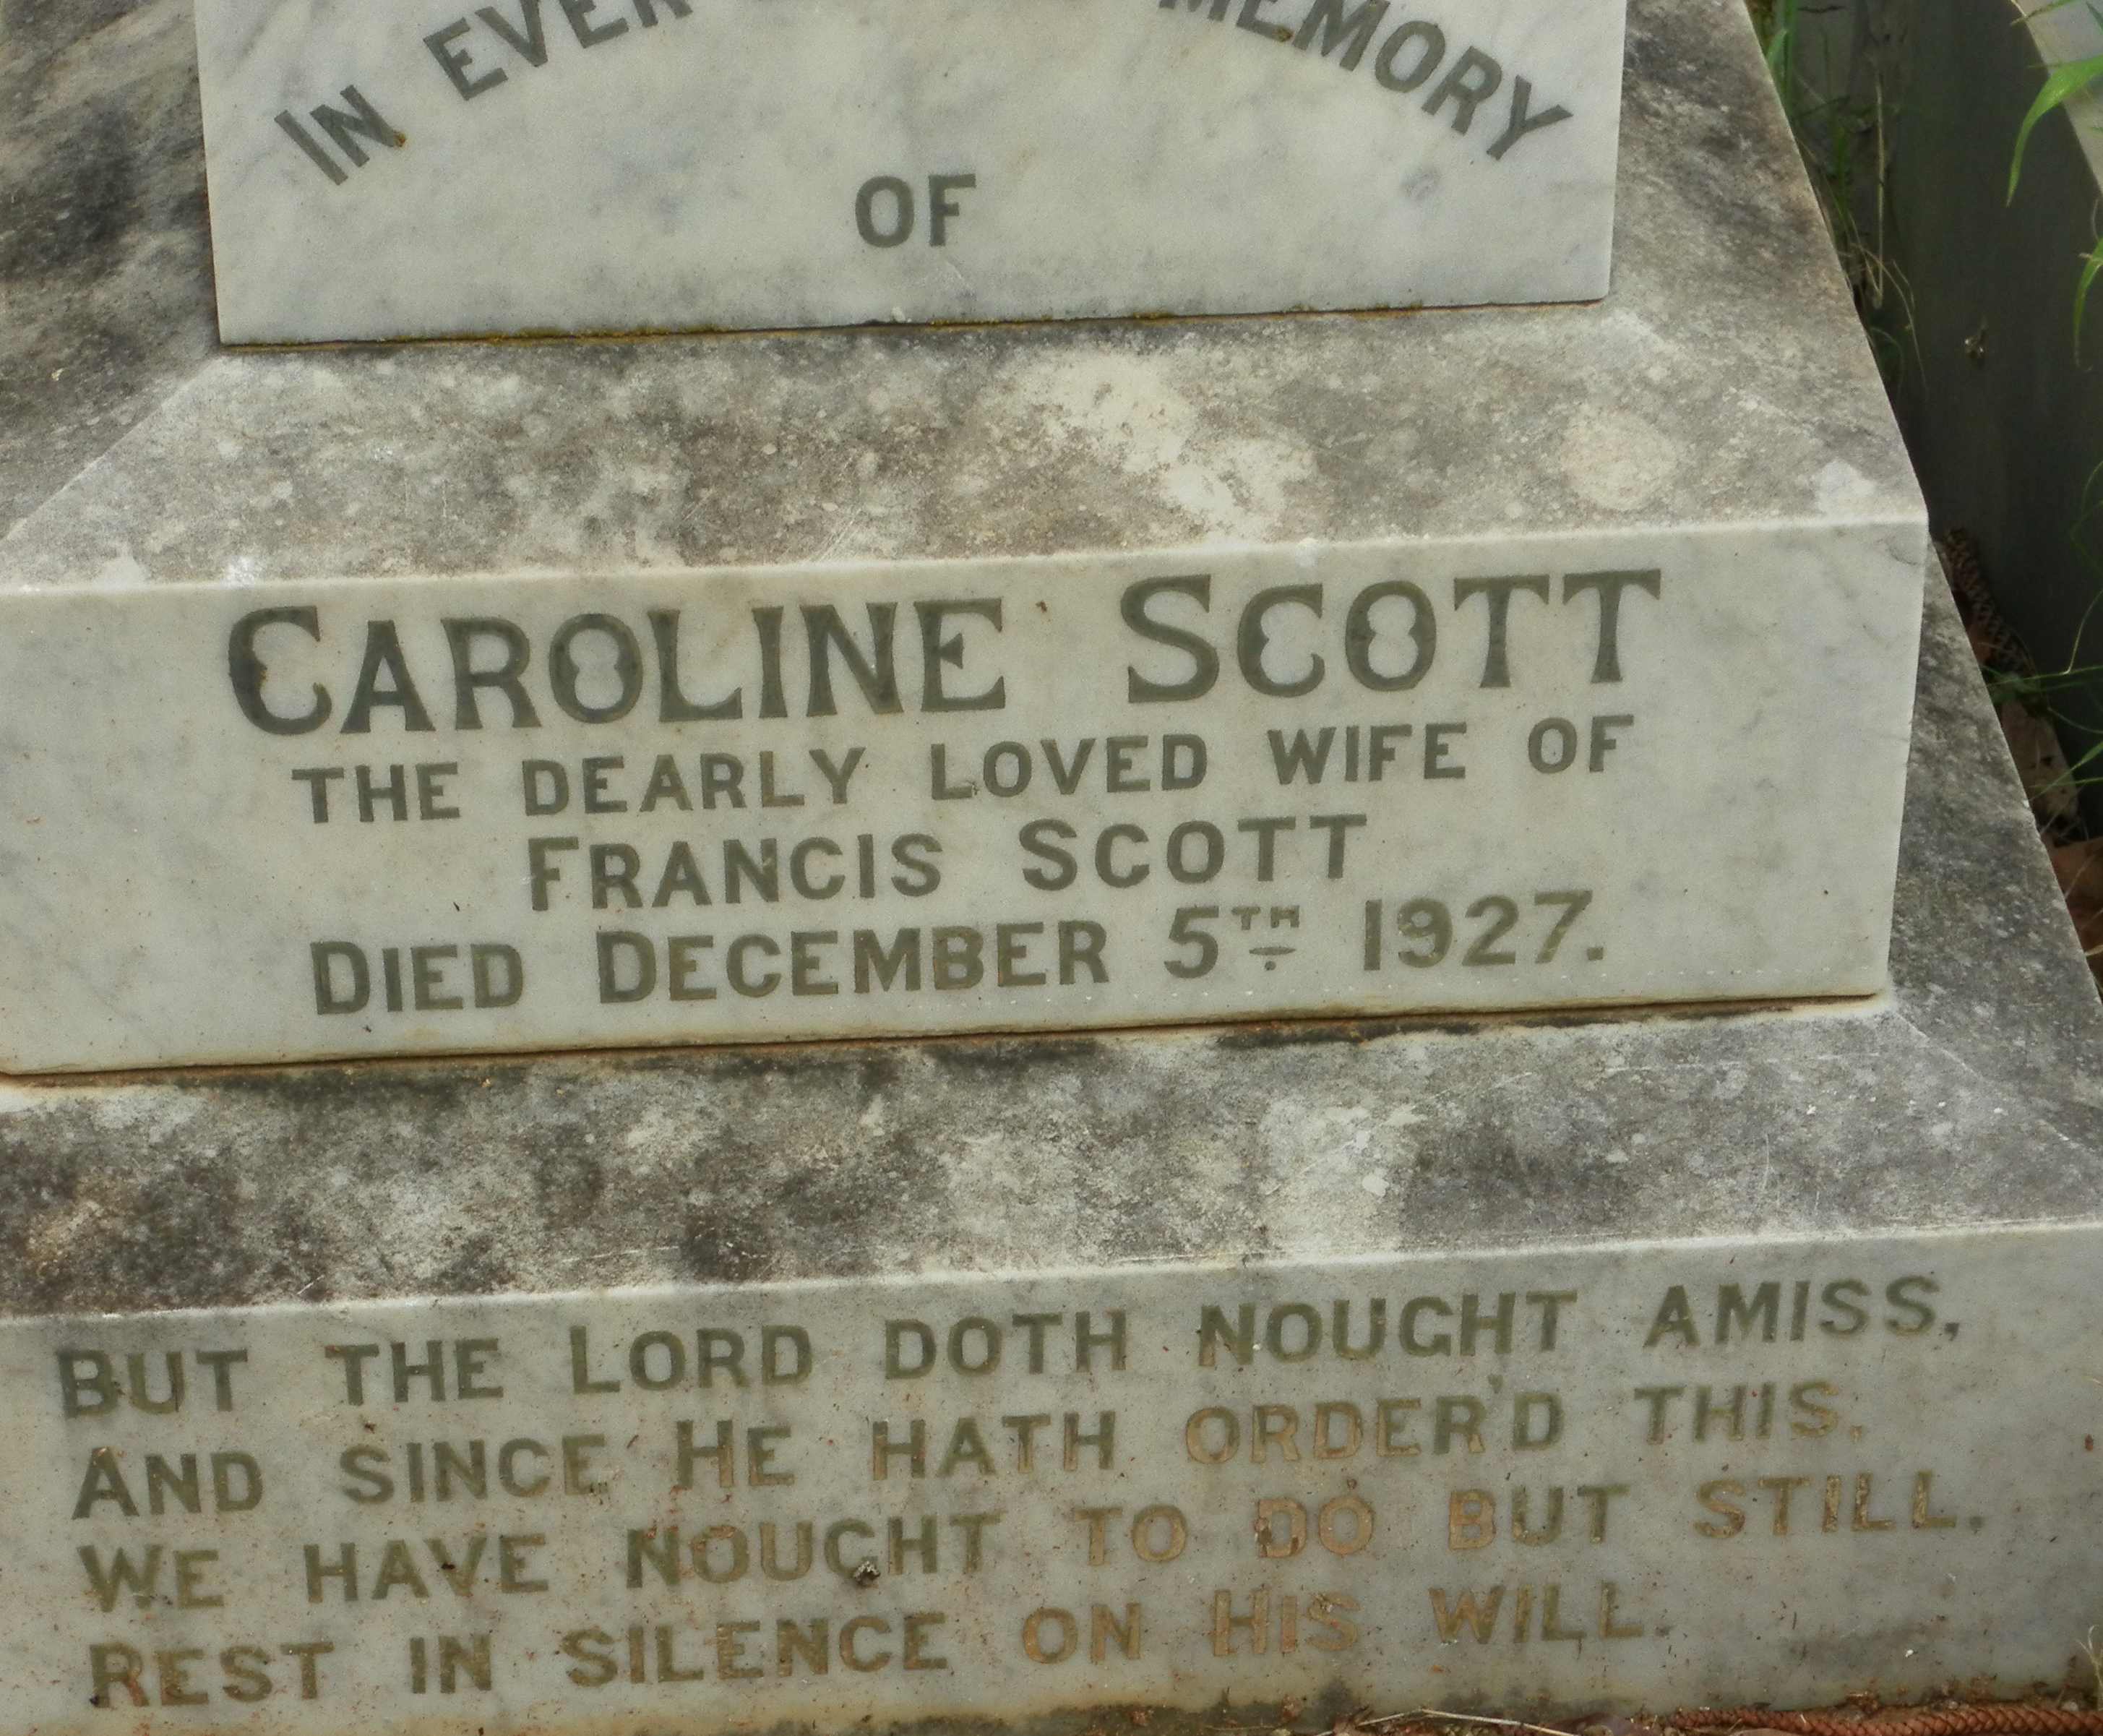 IN EVER MEMORY
OF
CAROLINE SCOTT
THE DEARLY LOVED WIFE OF
FRANCIS SCOTT
DIED DECEMBER 5TH 1927.
BUT THE LORD DOTH NOUGHT AMISS,
AND SINCE HE HATH ORDER'D THIS,
WE HAVE NOUGHT TO DO BUT STILL,
REST IN SILENCE ON HIS WILL.